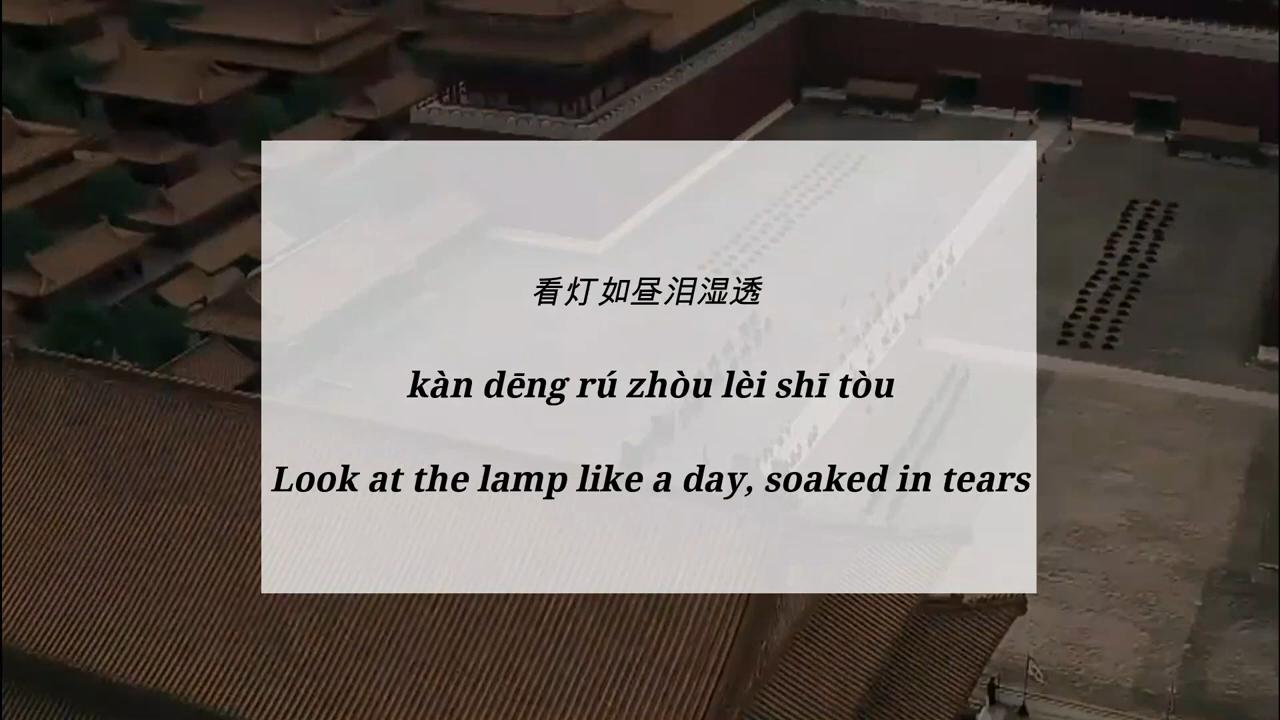 看灯如昼泪湿透
kàn dēng rú zhòu lèi shī tòu
Look at the lamp like a day, soaked in tears